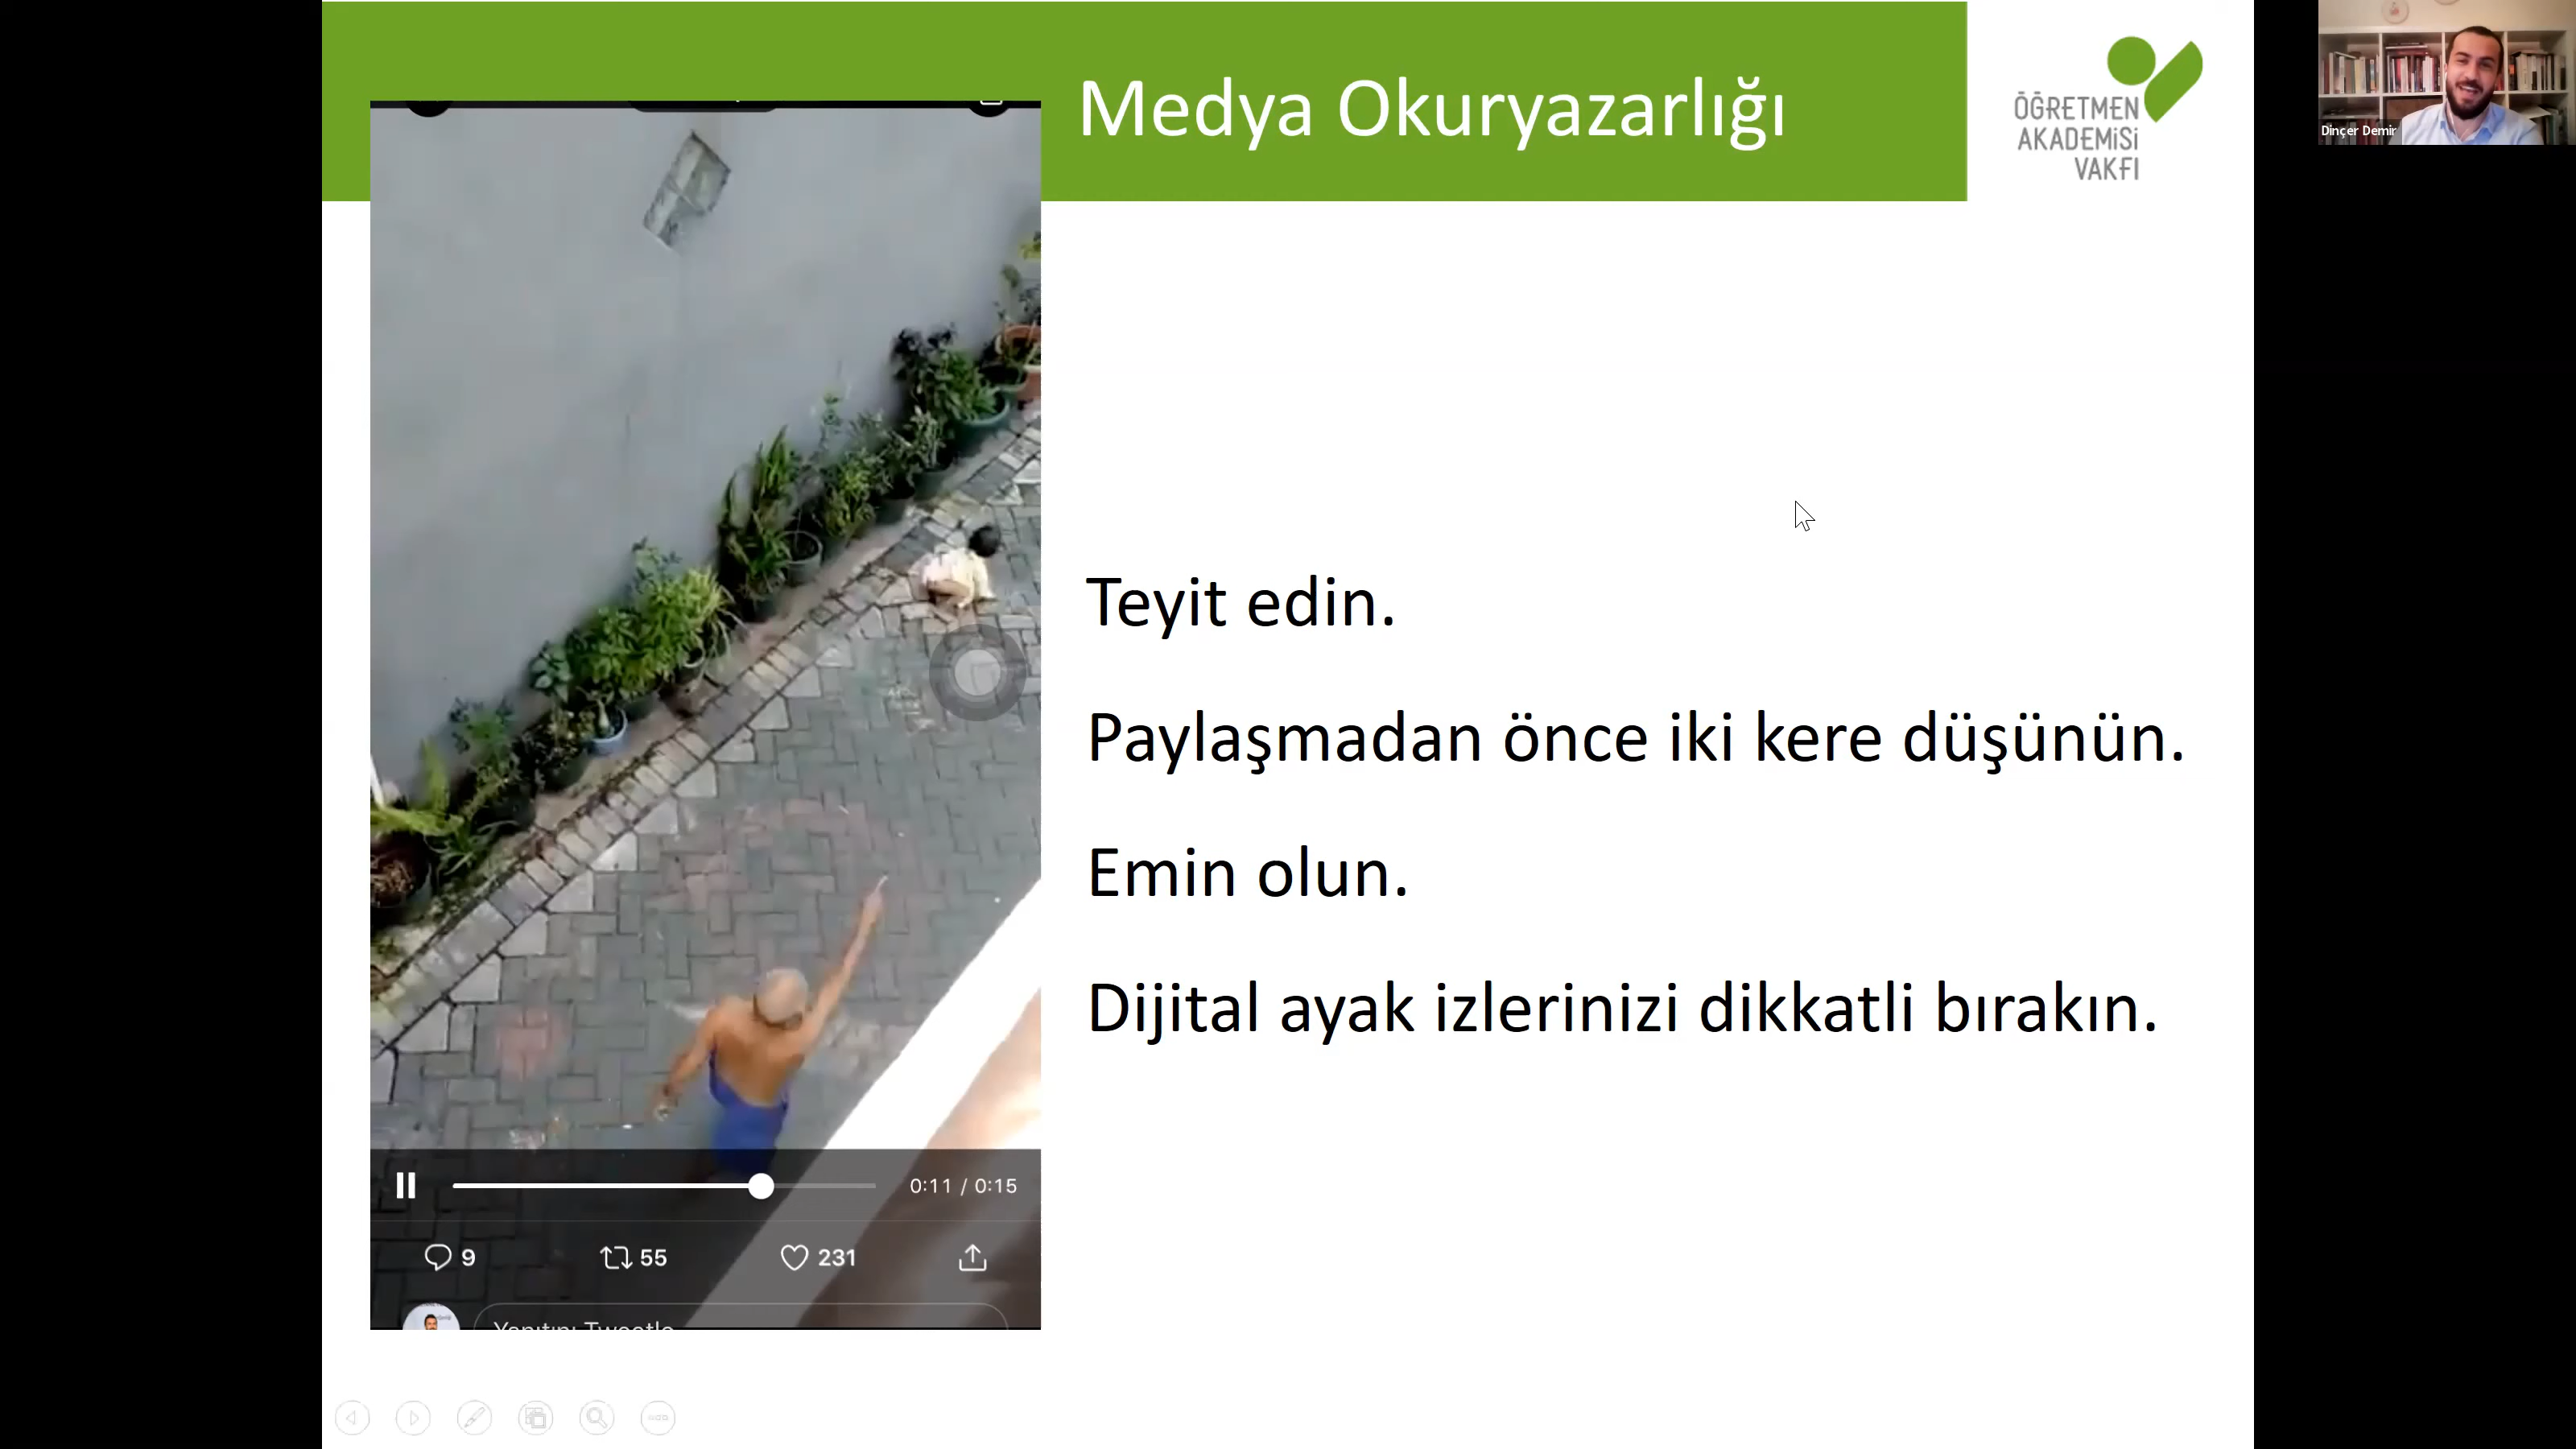 Medya Okuryazarlığı
ÖĞRETMEN
AKADEMİSİ
VAKFI
Dinçer Demir
Teyit edin.
Paylaşmadan önce iki kere düşünün.
Emin olun.
Dijital ayak izlerinizi dikkatli bırakın.
0:11 / 0:15
9
55
231